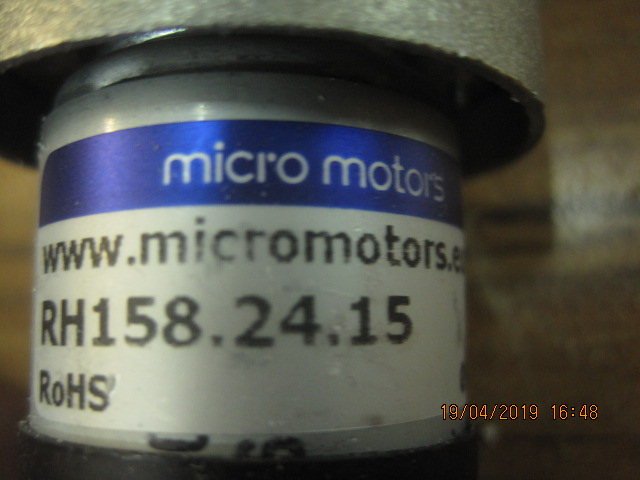 micro motors
www.micromotors.e
RH158.24.15
RoHS
19/04/2019 16:48